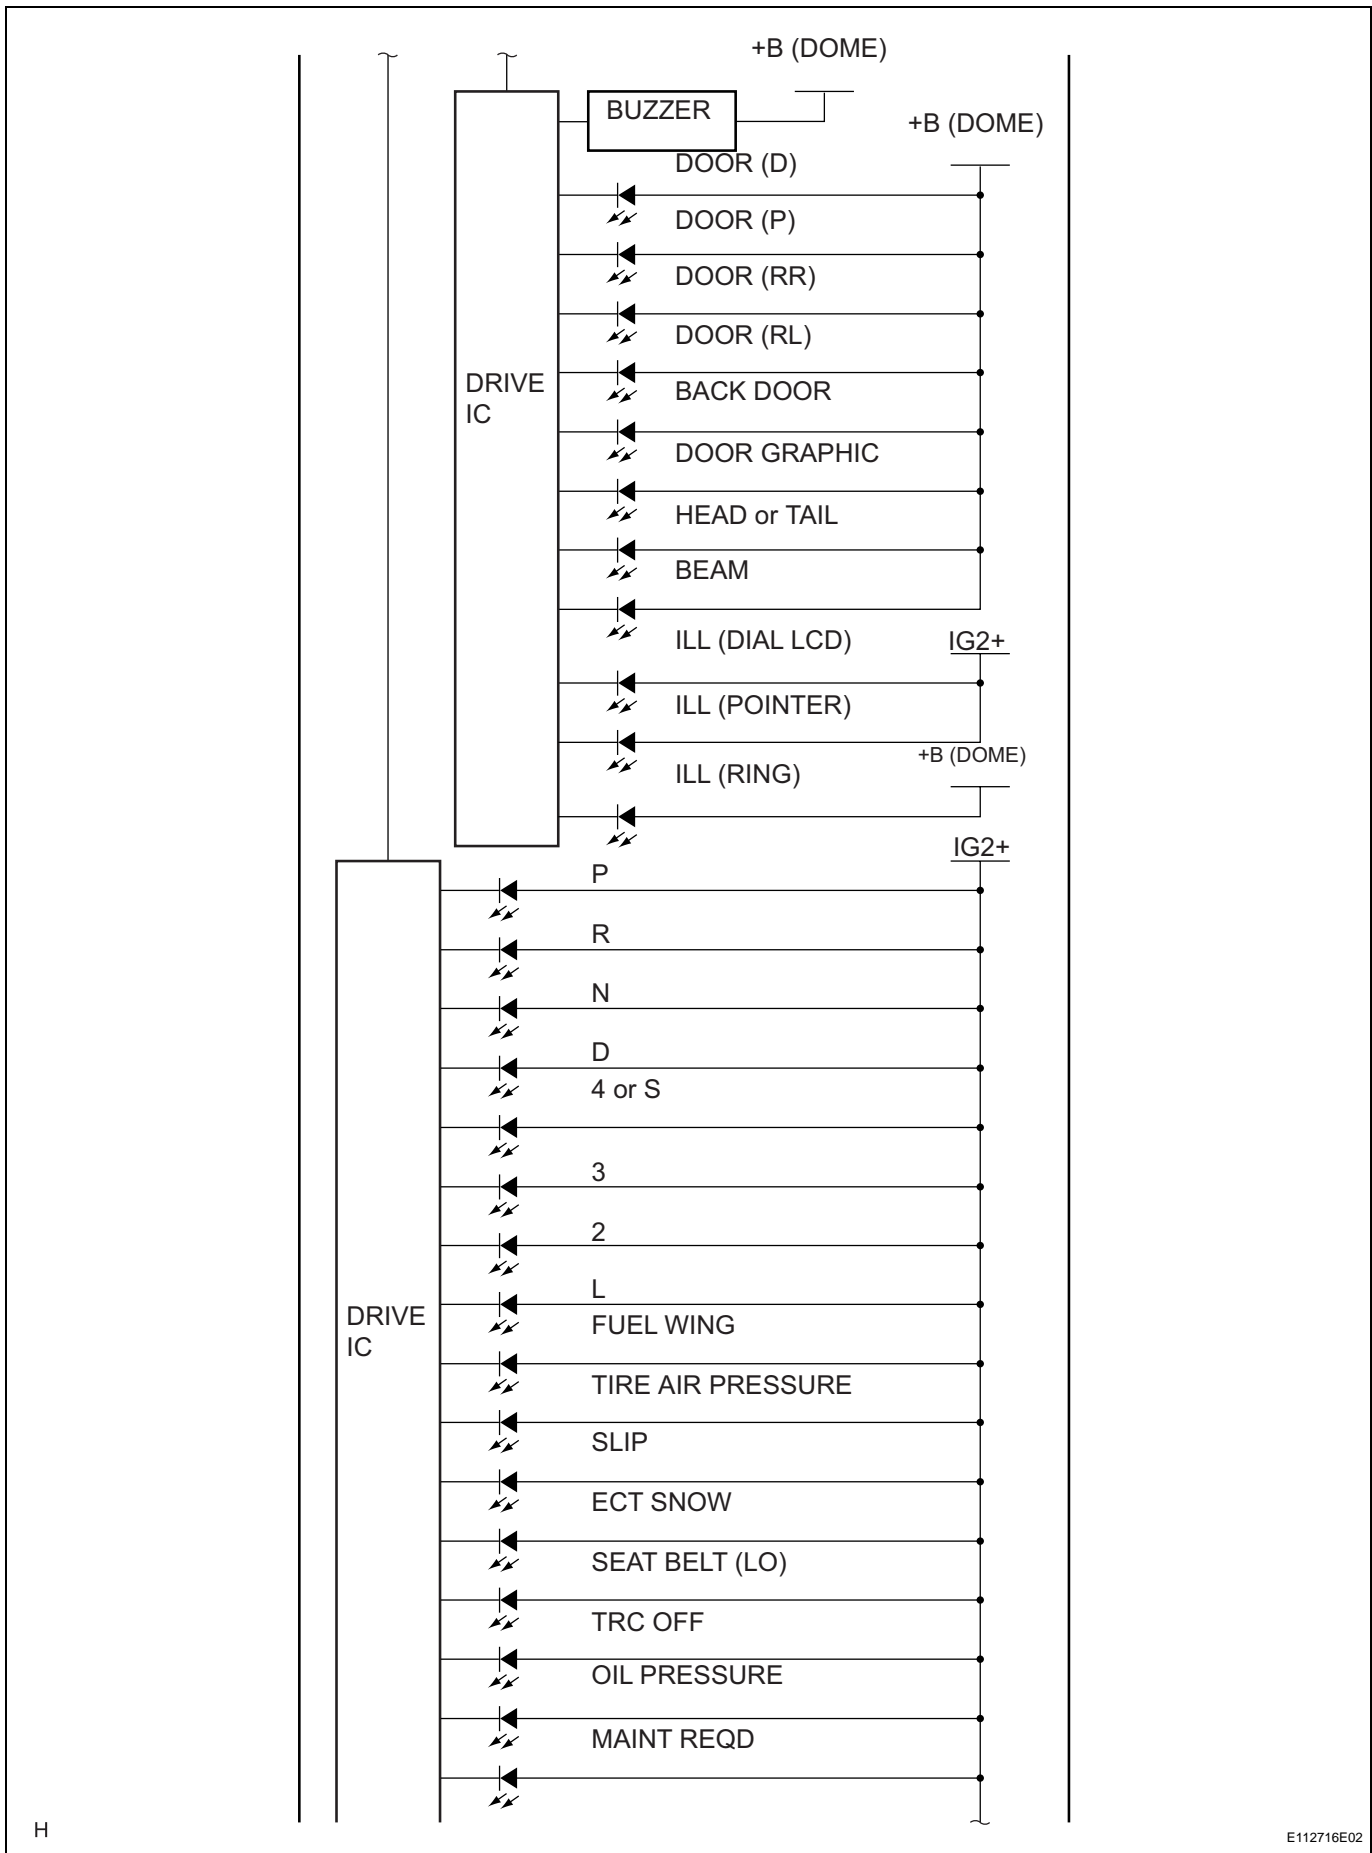 +B (DOME)
BUZZER
+B (DOME)
DOOR (D)
DOOR (P)
DOOR (RR)
DOOR (RL)
DRIVE
IC
BACK DOOR
DOOR GRAPHIC
HEAD or TAIL
BEAM
ILL (DIAL LCD)
IG2+
ILL (POINTER)
+B (DOME)
ILL (RING)
IG2+
P
R
N
D
4 or S
3
2
L
DRIVE
IC
FUEL WING
TIRE AIR PRESSURE
SLIP
ECT SNOW
SEAT BELT (LO)
TRC OFF
OIL PRESSURE
MAINT REQD
H
E112716E02